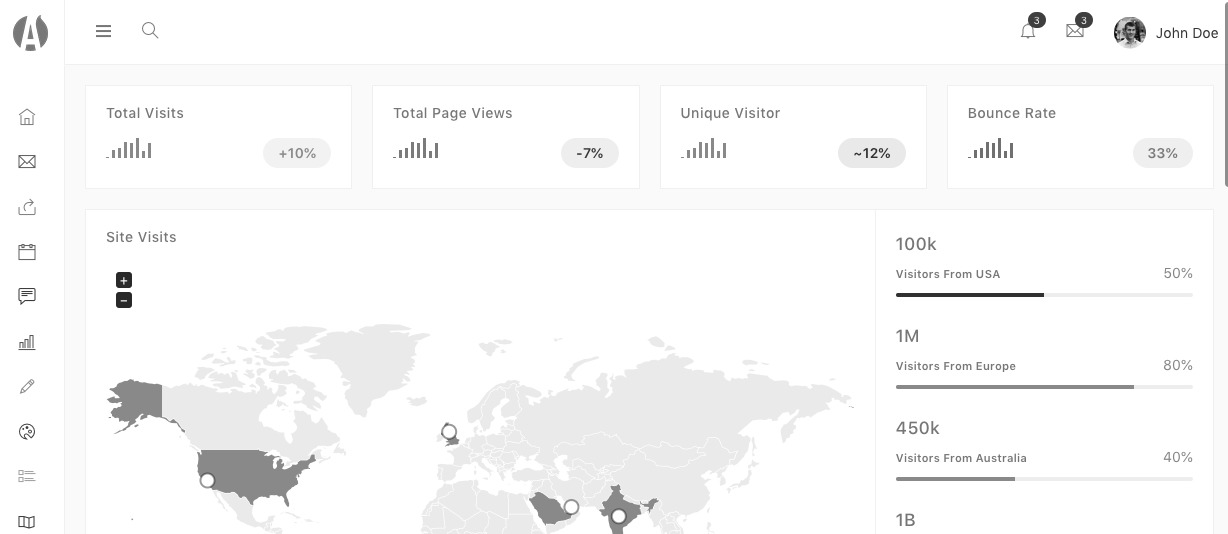 3
3
John Doe
Total Visits
+10%
Total Page Views
-7%
Unique Visitor
~12%
Bounce Rate
33%
Site Visits
+
−
100k
Visitors From USA
50%
1M
Visitors From Europe
80%
450k
Visitors From Australia
40%
1B